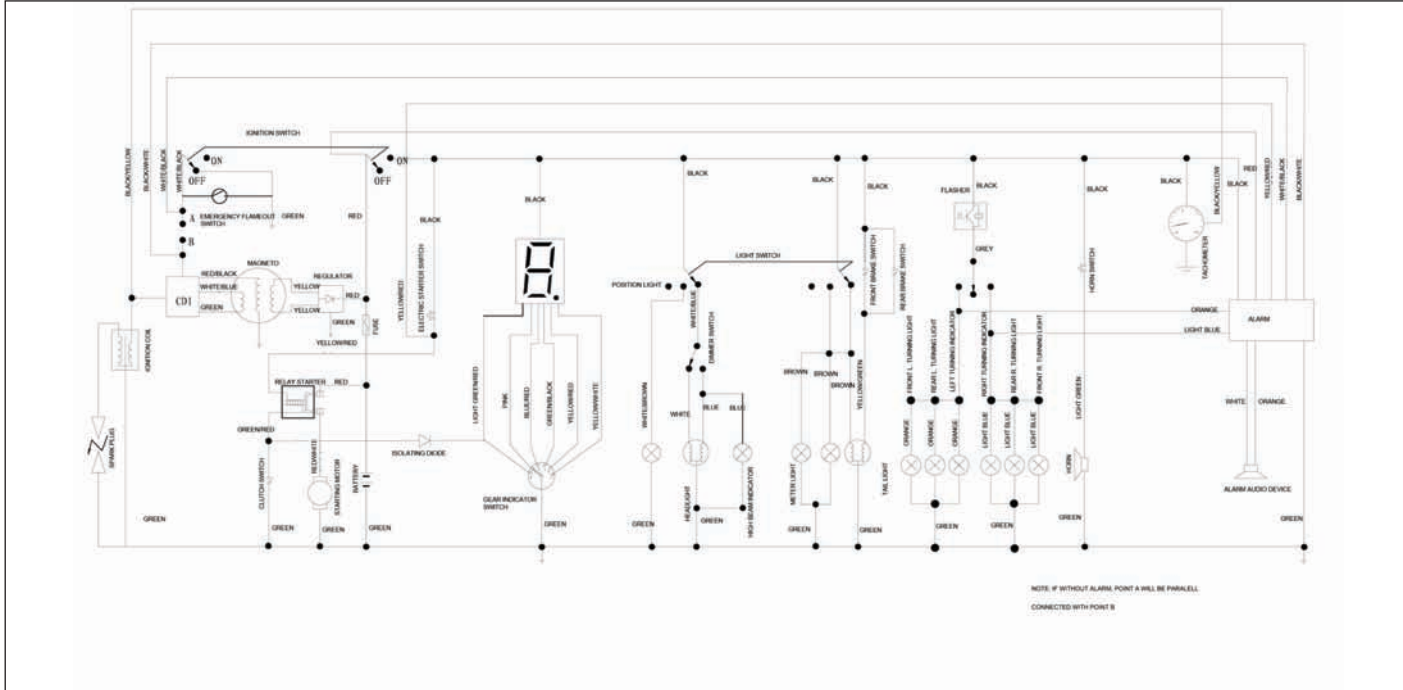 IGNITION SWITCH
BLACK/YELLOW
BLACK/WHITE
WHITE/BLACK
WHITE/BLACK
ON
OFF
ON
OFF
EMERGENCY FLAMEOUT
SWITCH
GREEN
A
B
RED
BLACK
MAGNETO
RED/BLACK
WHITE/BLUE
GREEN
CDI
REGULATOR
YELLOW
YELLOW
RED
GREEN
FUSE
YELLOW/RED
YELLOW/RED
ELECTRIC STARTER SWITCH
IGNITION COIL
SPARK PLUG
RELAY STARTER
RED
GREEN/RED
CLUTCH SWITCH
RED/WHITE
STARTING MOTOR
BATTERY
ISOLATING DIODE
GREEN
GREEN
GREEN
GREEN
BLACK
8.
LIGHT GREEN/RED
PINK
BLUE/RED
GREEN/BLACK
YELLOW/RED
YELLOW/WHITE
GEAR INDICATOR
SWITCH
GREEN
BLACK
LIGHT SWITCH
POSITION LIGHT
WHITE/BLUE
DIMMER SWITCH
WHITE/BROWN
WHITE
BLUE
BLUE
HEADLIGHT
HIGH BEAM INDICATOR
GREEN
GREEN
BLACK
BLACK
FRONT BRAKE SWITCH
REAR BRAKE SWITCH
BROWN
BROWN
BROWN
YELLOW/GREEN
METER LIGHT
TAIL LIGHT
GREEN
GREEN
FLASHER
BLACK
GREY
FRONT L. TURNING LIGHT
REAR L. TURNING LIGHT
LEFT TURNING INDICATOR
RIGHT TURNING INDICATOR
REAR R. TURNING LIGHT
FRONT R. TURNING LIGHT
ORANGE
ORANGE
ORANGE
LIGHT BLUE
LIGHT BLUE
LIGHT BLUE
GREEN
GREEN
BLACK
HORN SWITCH
LIGHT GREEN
HORN
GREEN
BLACK
TACHOMETER
BLACK/YELLOW
BLACK
RED
YELLOW/RED
WHITE/BLACK
BLACK/WHITE
ORANGE
LIGHT BLUE
ALARM
WHITE
ORANGE
ALARM AUDIO DEVICE
GREEN
NOTE: IF WITHOUT ALARM, POINT A WILL BE PARALELL
CONNECTED WITH POINT B